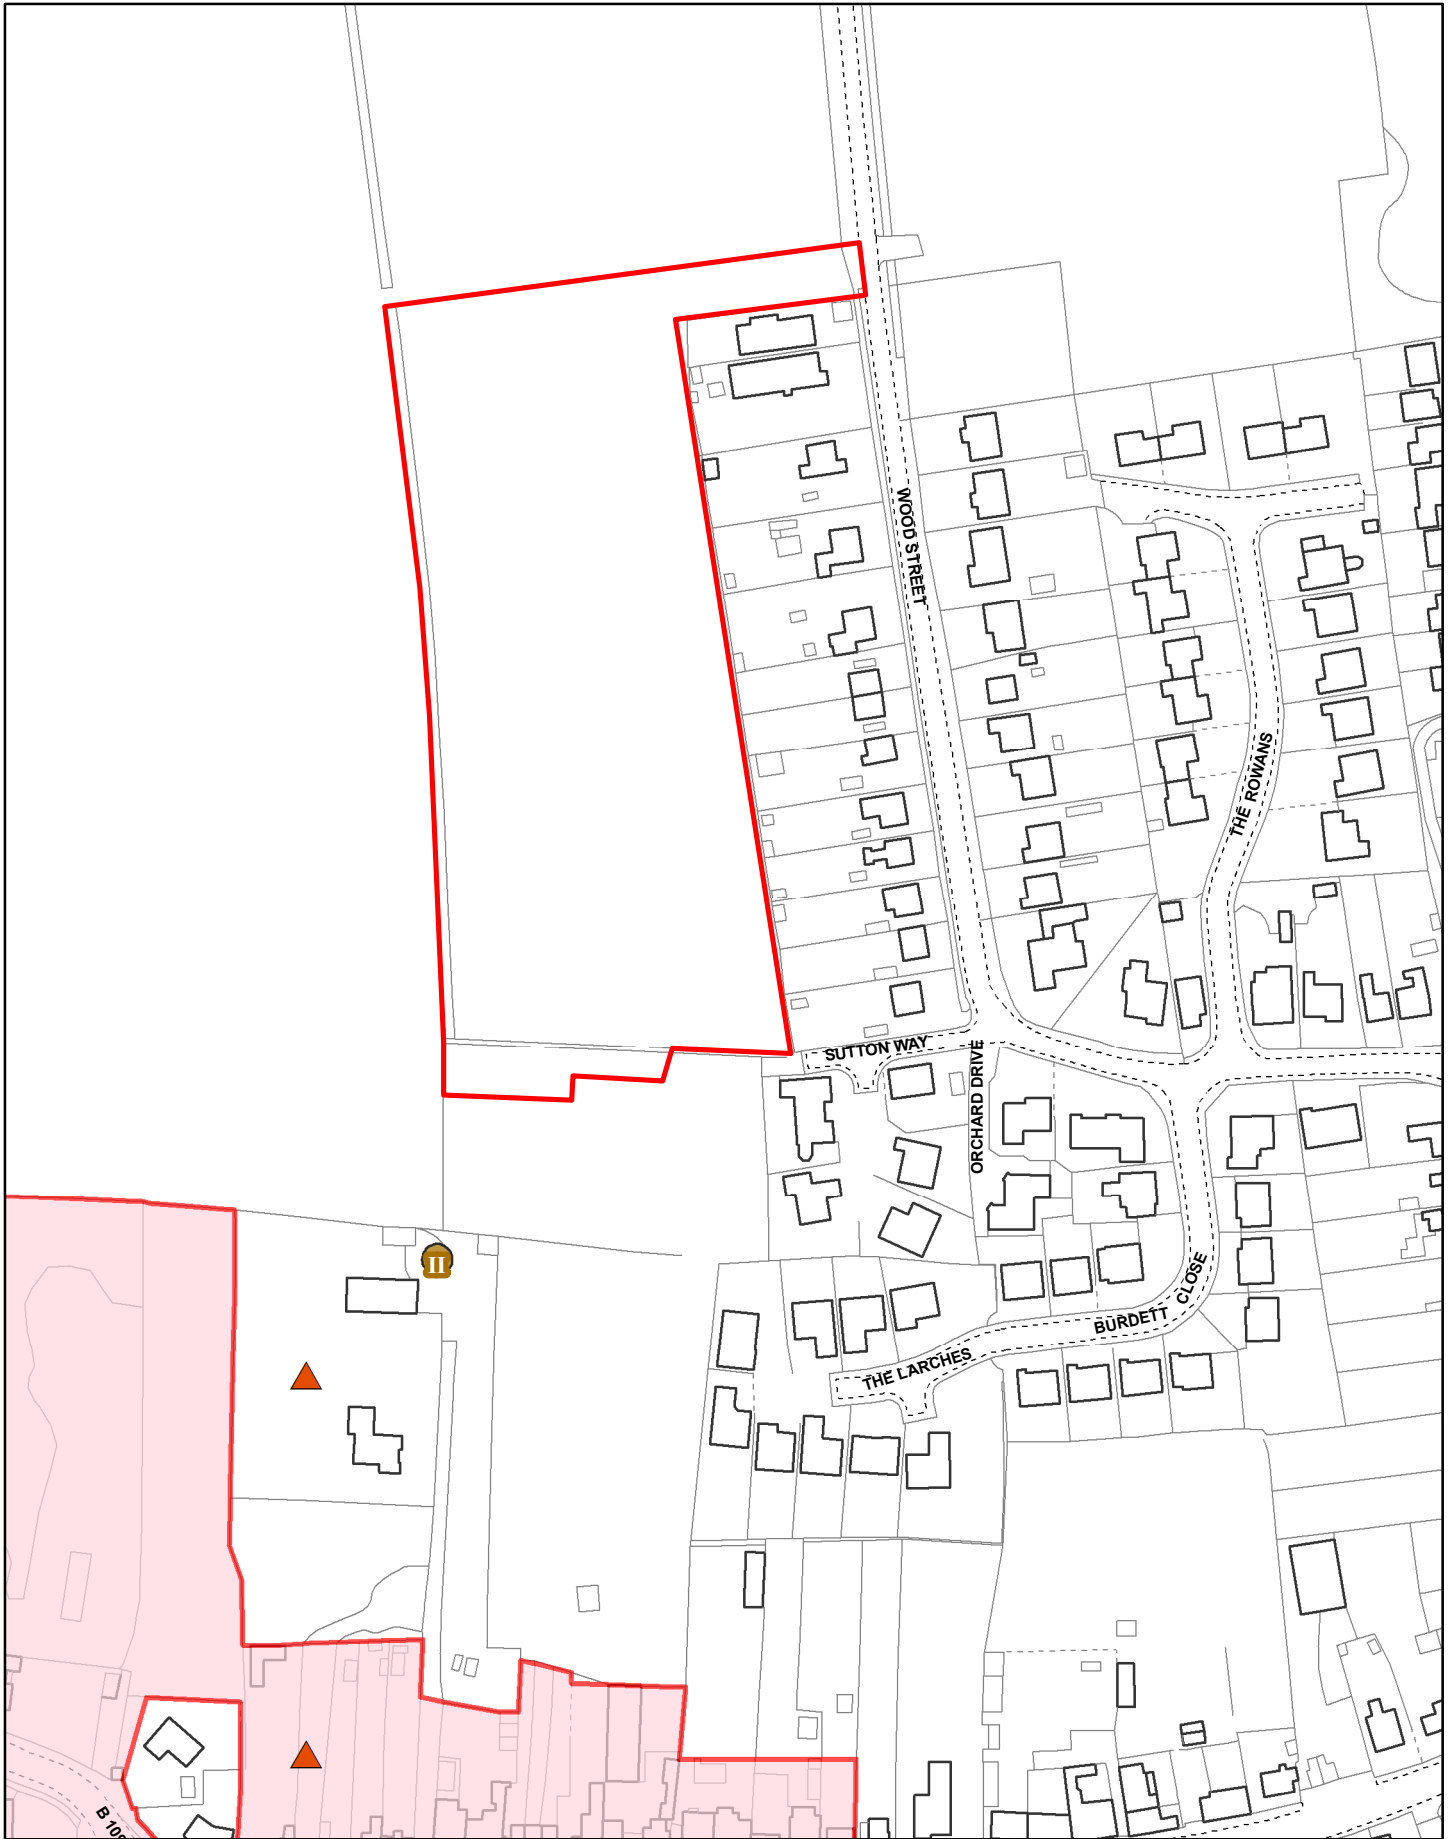 WOOD STREET
THE ROWANS
SUTTON WAY
ORCHARD DRIVE
II
BURDETT CLOSE
THE LARCHES